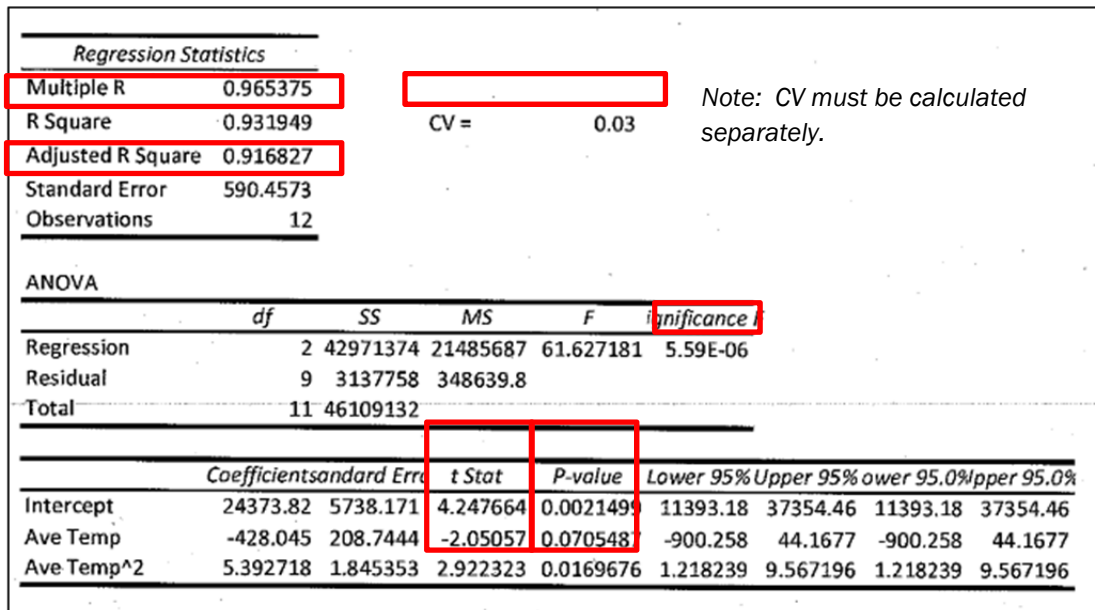 Regression Statistics
Multiple R 0.965375
R Square 0.931949 CV = 0.03
Adjusted R Square 0.916827
Standard Error 590.4573
Observations 12
Note: CV must be calculated
separately.
ANOVA
df SS MS F ignificance F
Regression 2 42971374 21485687 61.627181 5.59E-06
Residual 9 3137758 348639.8
Total 11 46109132
Coefficientsandard Erro t Stat P-value Lower 95% Upper 95% ower 95.0%Ipper 95.0%
Intercept 24373.82 5738.171 4.247664 0.0021499 11393.18 37354.46 11393.18 37354.46
Ave Temp -428.045 208.7444 -2.05057 0.0705487 -900.258 44.1677 -900.258 44.1677
Ave Temp^2 5.392718 1.845353 2.922323 0.0169676 1.218239 9.567196 1.218239 9.567196